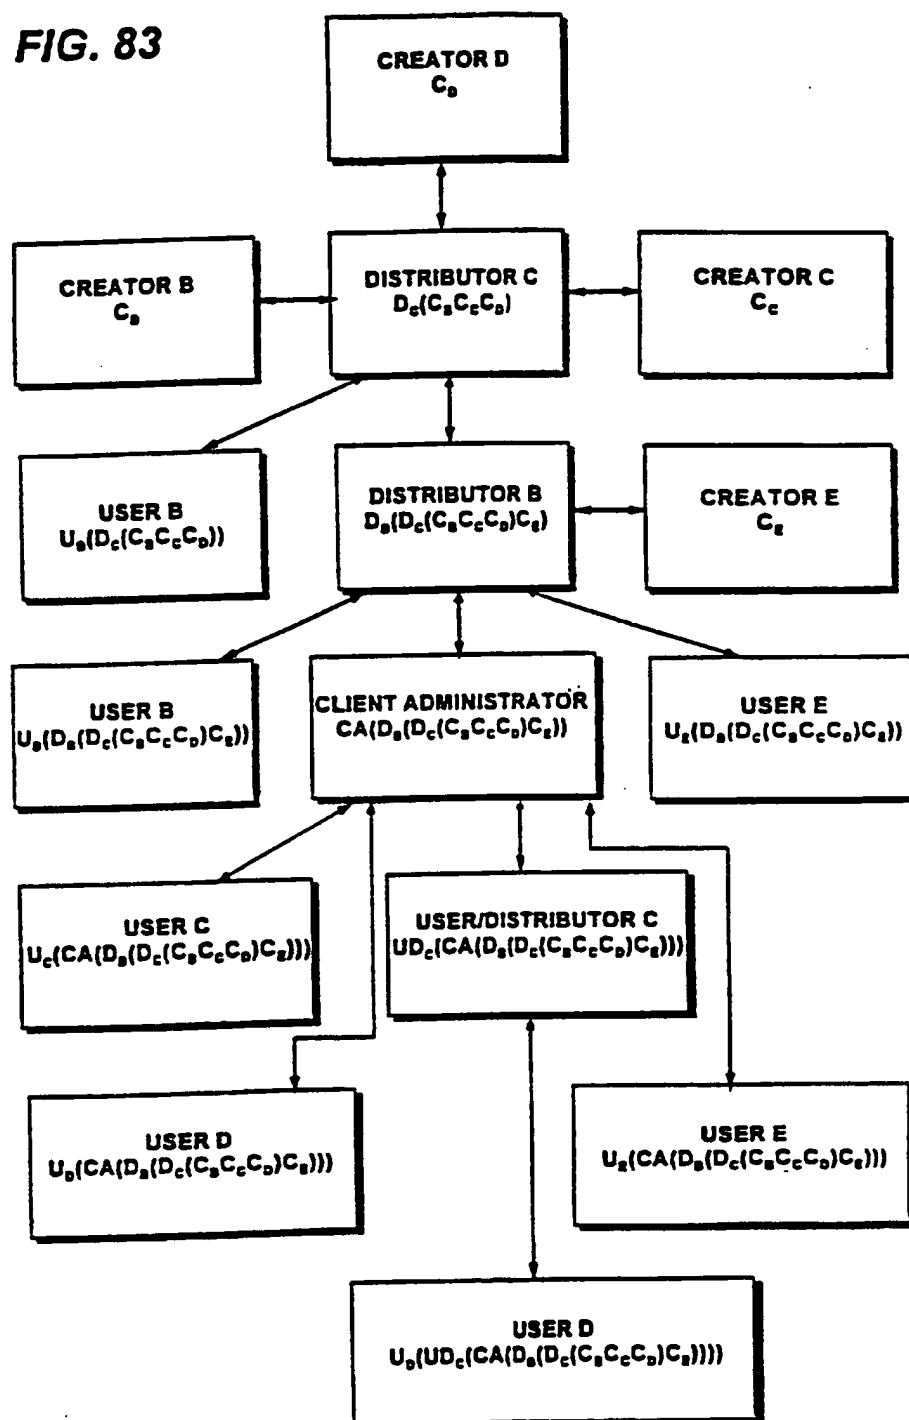 FIG. 83
CREATOR D
C_D
CREATOR B
C_B
DISTRIBUTOR C
D_C(C_BC_CC_D)
CREATOR C
C_C
USER B
U_B(D_C(C_BC_CC_D))
DISTRIBUTOR B
D_B(D_C(C_BC_CC_D)C_E)
CREATOR E
C_E
USER B
U_B(D_B(D_C(C_BC_CC_D)C_E))
CLIENT ADMINISTRATOR
CA(D_B(D_C(C_BC_CC_D)C_E))
USER E
U_E(D_B(D_C(C_BC_CC_D)C_E))
USER C
U_C(CA(D_B(D_C(C_BC_CC_D)C_E)))
USER/DISTRIBUTOR C
UD_C(CA(D_B(D_C(C_BC_CC_D)C_E)))
USER D
U_D(CA(D_B(D_C(C_BC_CC_D)C_E)))
USER E
U_E(CA(D_B(D_C(C_BC_CC_D)C_E)))
USER D
U_D(UD_C(CA(D_B(D_C(C_BC_CC_D)C_E))))